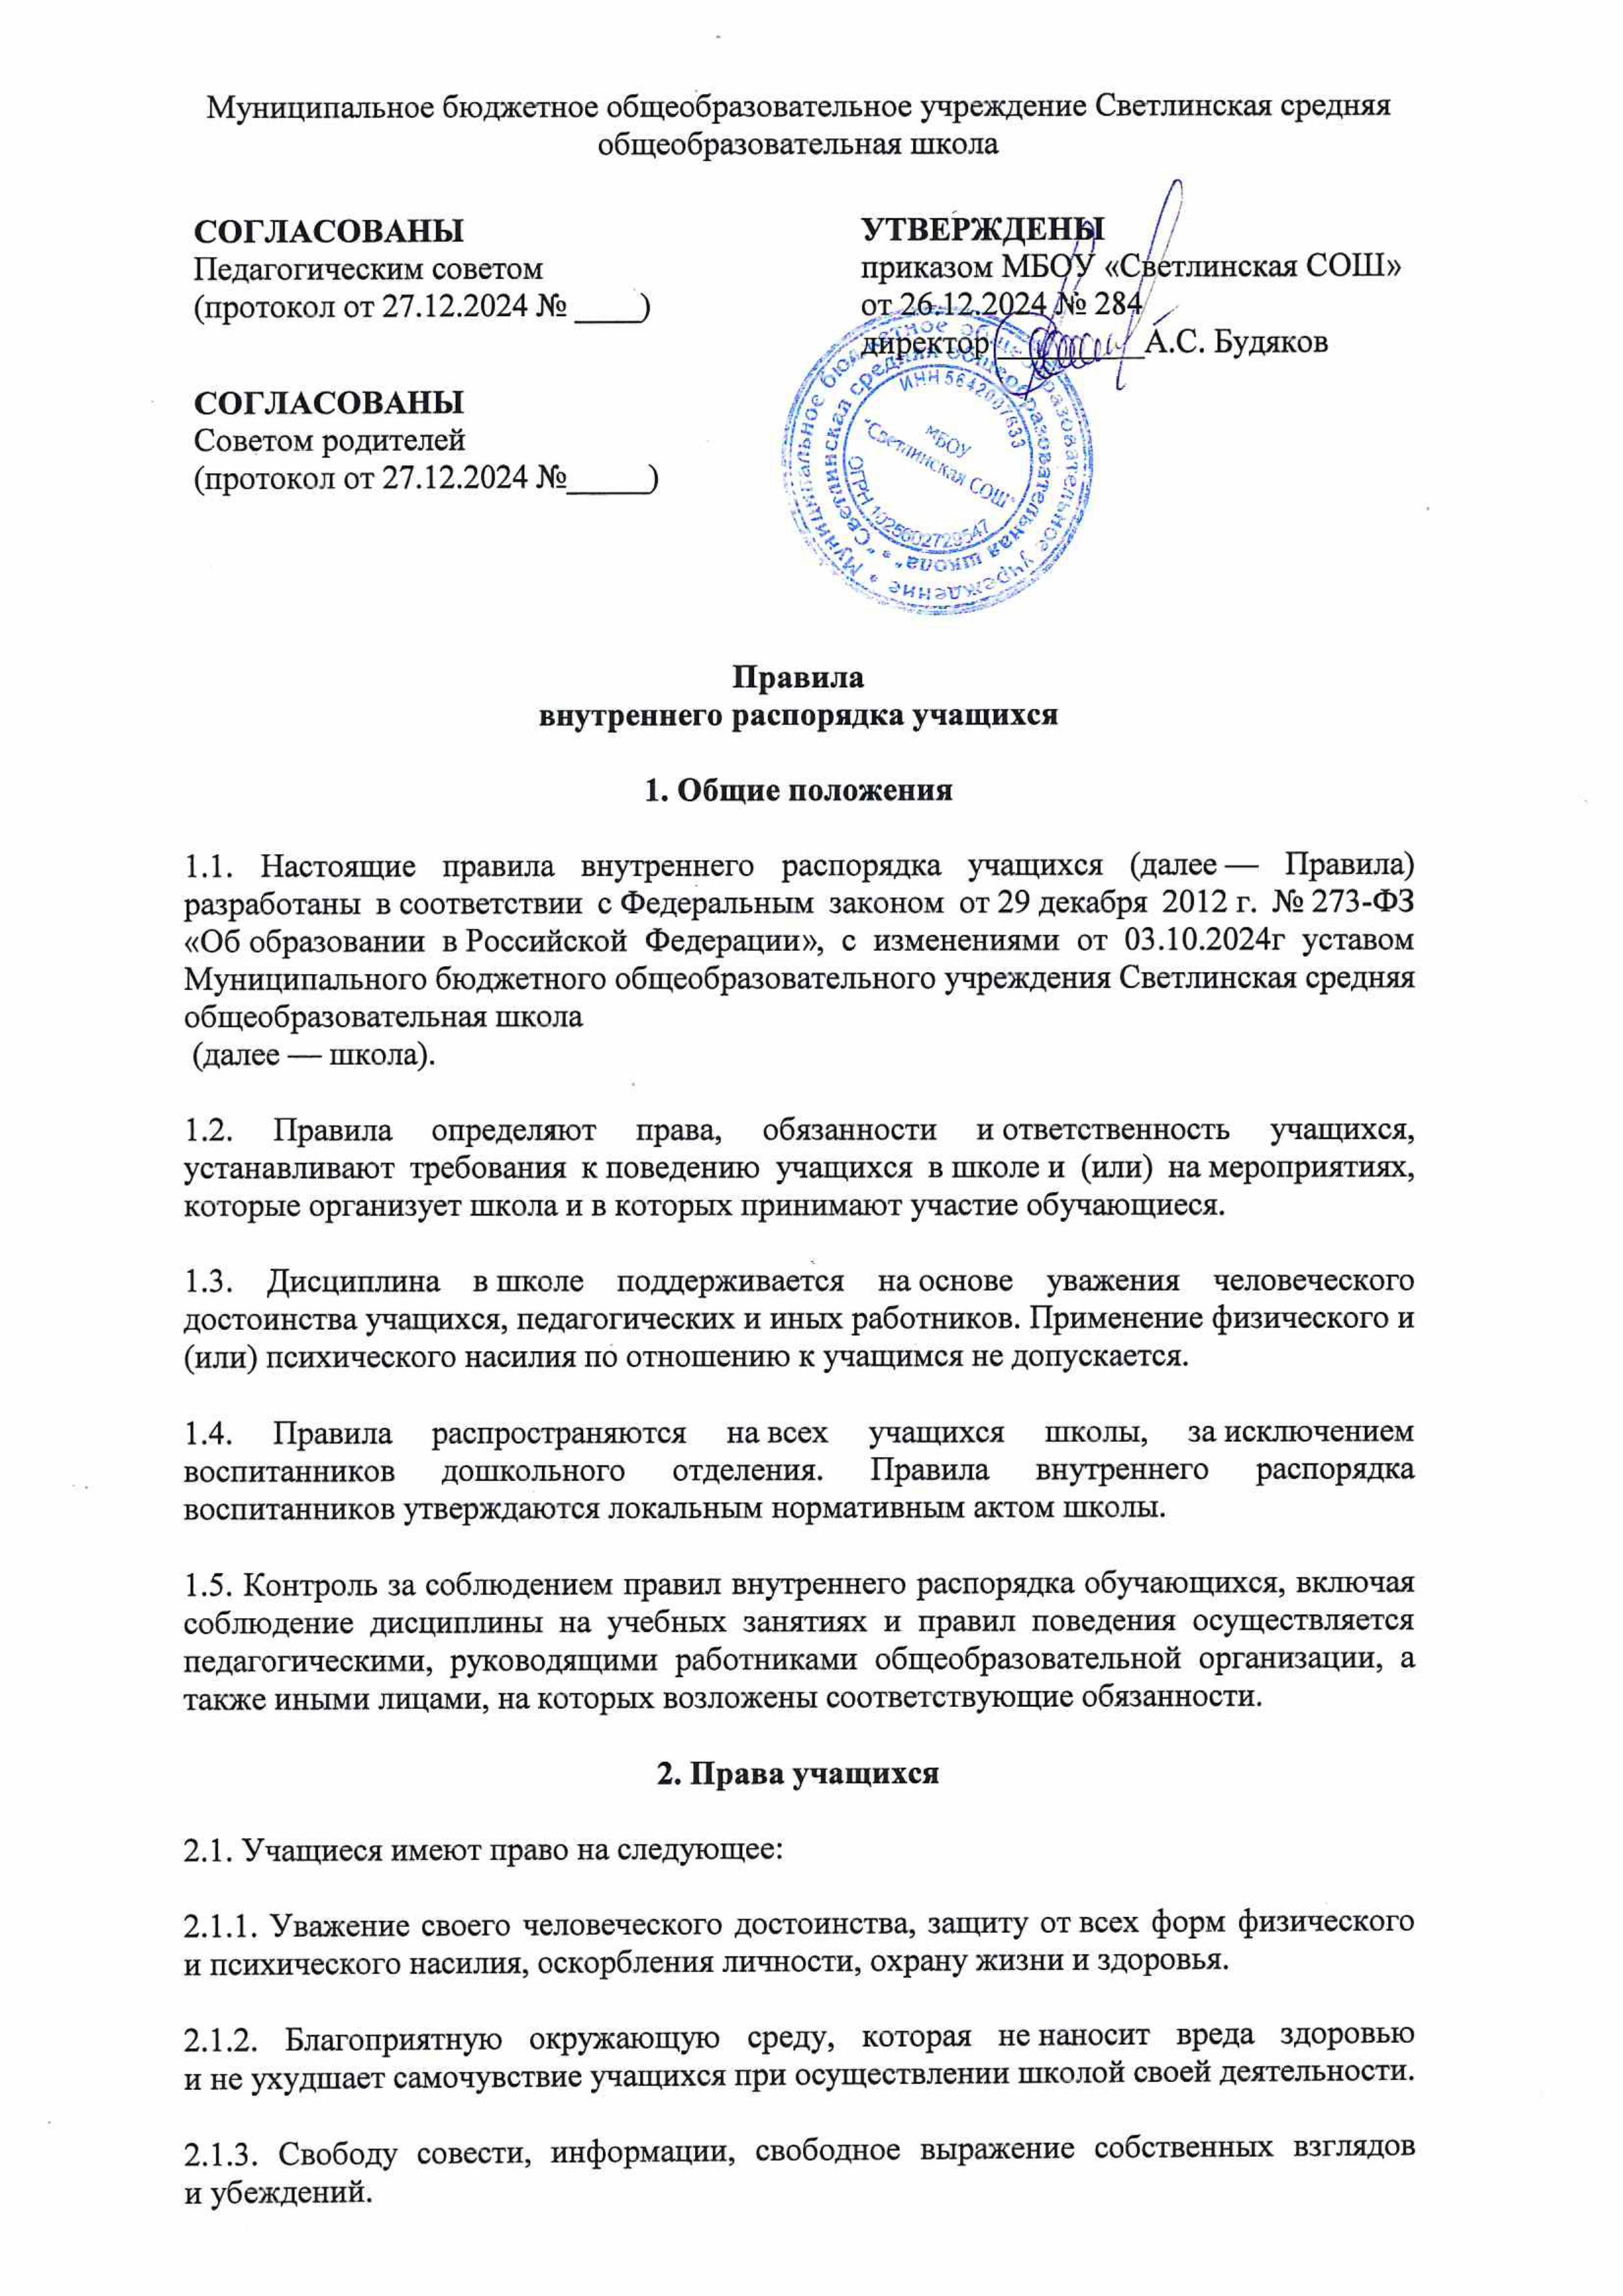 Муниципальное бюджетное общеобразовательное учреждение Светлинская средняя
общеобразовательная школа
СОГЛАСОВАНЫ
Педагогическим советом
(протокол от 27.12.2024 № ____)
СОГЛАСОВАНЫ
Советом родителей
(протокол от 27.12.2024 №_____)
УТВЕРЖДЕНЫ
приказом МБОУ «Светлинская СОШ»
от 26.12.2024 № 284
директор_________А.С. Будяков
Муниципальное бюджетное общеобразовательное учреждение
"Светлинская средняя общеобразовательная школа"
ИНН 5642007633
МБОУ
"Светлинская СОШ"
ОГРН
Правила
внутреннего распорядка учащихся
1. Общие положения
1.1. Настоящие правила внутреннего распорядка учащихся (далее — Правила)
разработаны в соответствии с Федеральным законом от 29 декабря 2012 г. № 273-ФЗ
«Об образовании в Российской Федерации», с изменениями от 03.10.2024г уставом
Муниципального бюджетного общеобразовательного учреждения Светлинская средняя
общеобразовательная школа
(далее — школа).
1.2. Правила определяют права, обязанности и ответственность учащихся,
устанавливают требования к поведению учащихся в школе и (или) на мероприятиях,
которые организует школа и в которых принимают участие обучающиеся.
1.3. Дисциплина в школе поддерживается на основе уважения человеческого
достоинства учащихся, педагогических и иных работников. Применение физического и
(или) психического насилия по отношению к учащимся не допускается.
1.4. Правила распространяются на всех учащихся школы, за исключением
воспитанников дошкольного отделения. Правила внутреннего распорядка
воспитанников утверждаются локальным нормативным актом школы.
1.5. Контроль за соблюдением правил внутреннего распорядка обучающихся, включая
соблюдение дисциплины на учебных занятиях и правил поведения осуществляется
педагогическими, руководящими работниками общеобразовательной организации, а
также иными лицами, на которых возложены соответствующие обязанности.
2. Права учащихся
2.1. Учащиеся имеют право на следующее:
2.1.1. Уважение своего человеческого достоинства, защиту от всех форм физического
и психического насилия, оскорбления личности, охрану жизни и здоровья.
2.1.2. Благоприятную окружающую среду, которая не наносит вреда здоровью
и не ухудшает самочувствие учащихся при осуществлении школой своей деятельности.
2.1.3. Свободу совести, информации, свободное выражение собственных взглядов
и убеждений.